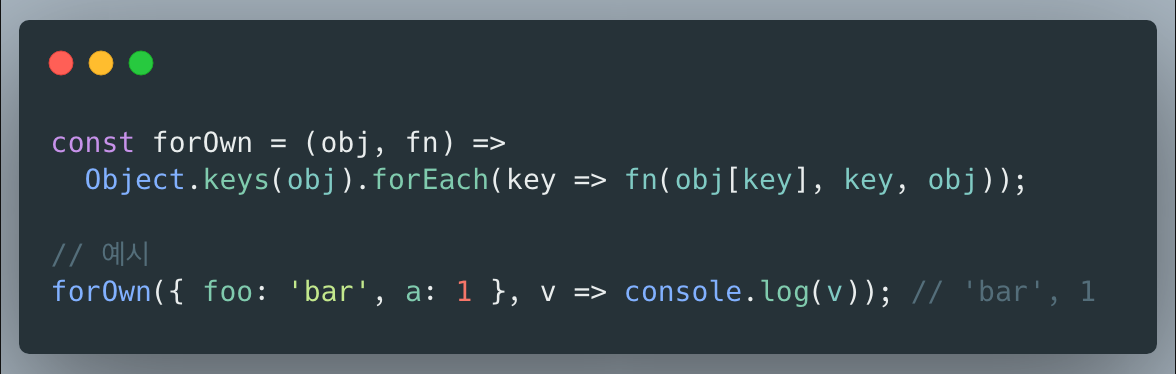 const forOwn = (obj, fn) =>
  Object.keys(obj).forEach(key => fn(obj[key], key, obj));

// 예시
forOwn({ foo: 'bar', a: 1 }, v => console.log(v)); // 'bar', 1